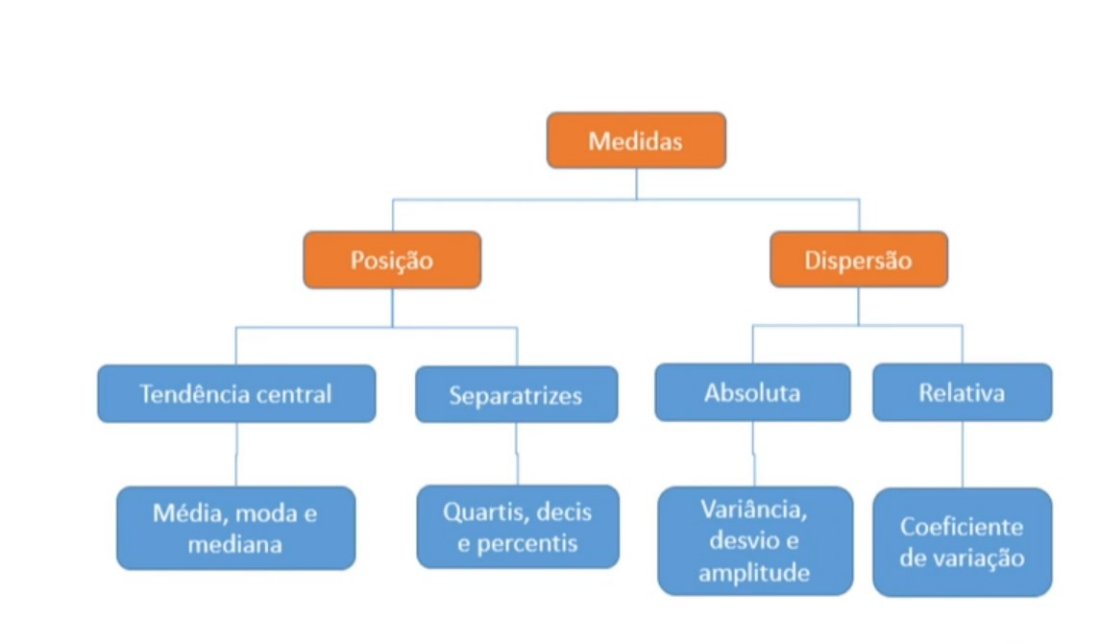 Medidas
Posição
Dispersão
Tendência central
Separatrizes
Absoluta
Relativa
Média, moda e
mediana
Quartis, decis
e percentis
Variância,
desvio e
amplitude
Coeficiente
de variação